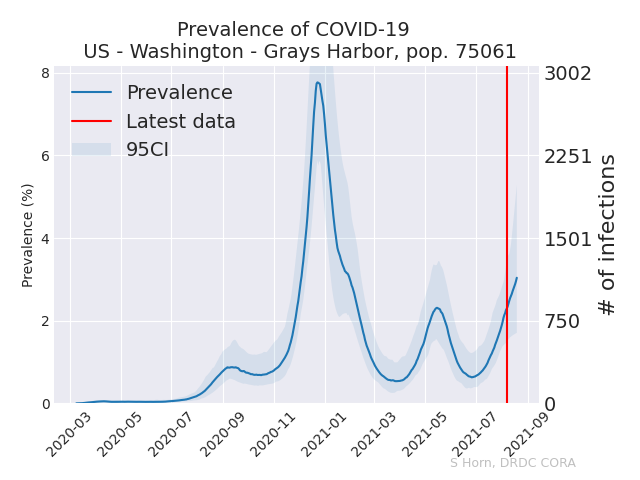 Prevalence of COVID-19
US - Washington - Grays Harbor, pop. 75061
Prevalence
Latest data
95CI
Prevalence (%)
8
6
4
2
0
3002
2251
1501
750
0
# of infections
2020-03
2020-05
2020-07
2020-09
2020-11
2021-01
2021-03
2021-05
2021-07
2021-09
S Horn, DRDC CORA